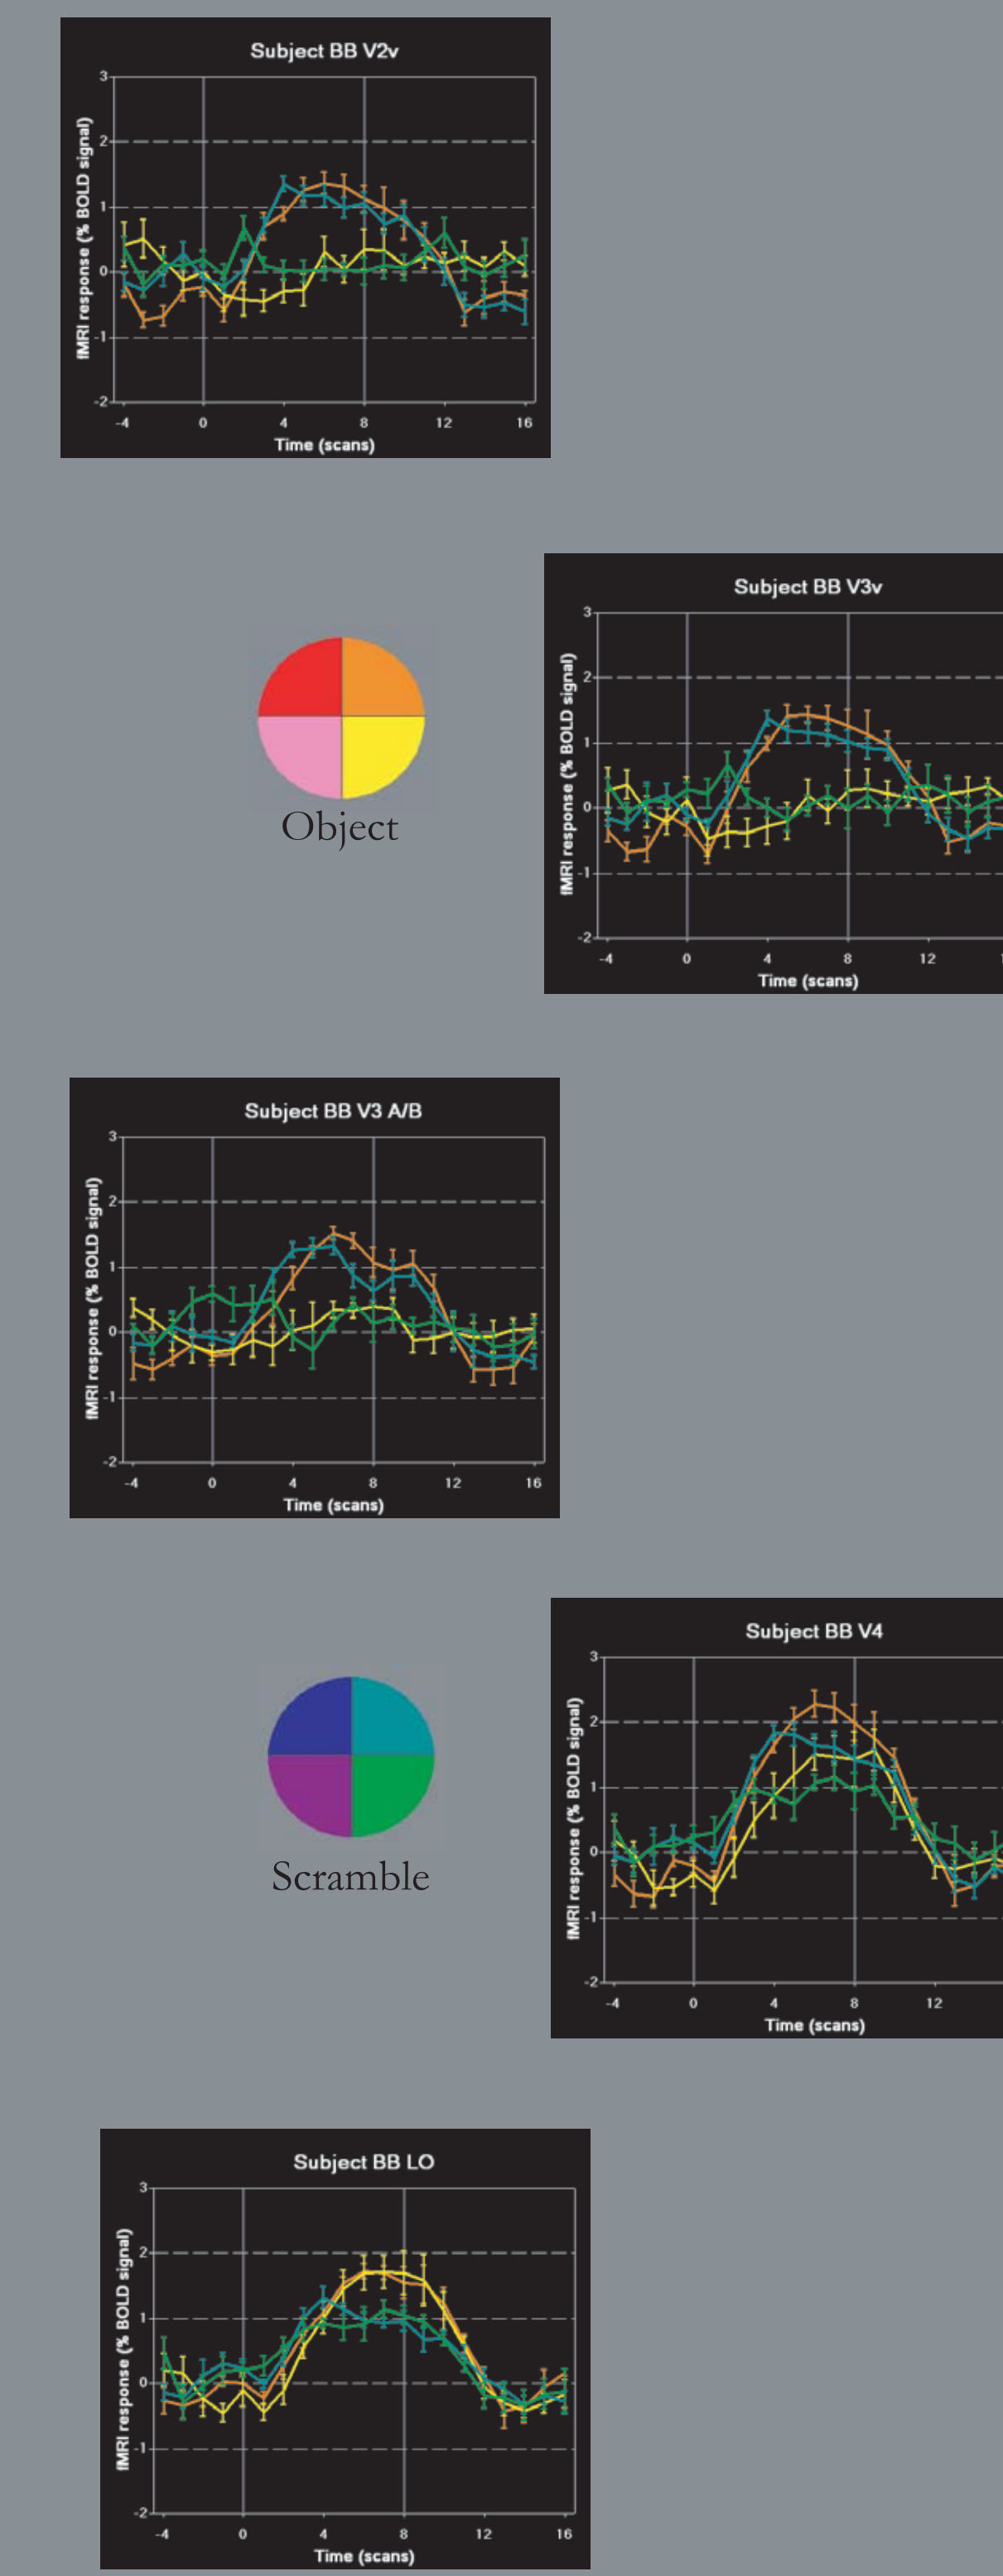 Subject BB V2v
fMRI response (% BOLD signal)
3
2
1
0
-1
-2
-4 0 4 8 12 16
Time (scans)
Subject BB V3v
fMRI response (% BOLD signal)
3
2
1
0
-1
-2
-4 0 4 8 12
Time (scans)
Object
Subject BB V3 A/B
fMRI response (% BOLD signal)
3
2
1
0
-1
-2
-4 0 4 8 12 16
Time (scans)
Subject BB V4
fMRI response (% BOLD signal)
3
2
1
0
-1
-2
-4 0 4 8 12
Time (scans)
Scramble
Subject BB LO
fMRI response (% BOLD signal)
3
2
1
0
-1
-2
-4 0 4 8 12 16
Time (scans)